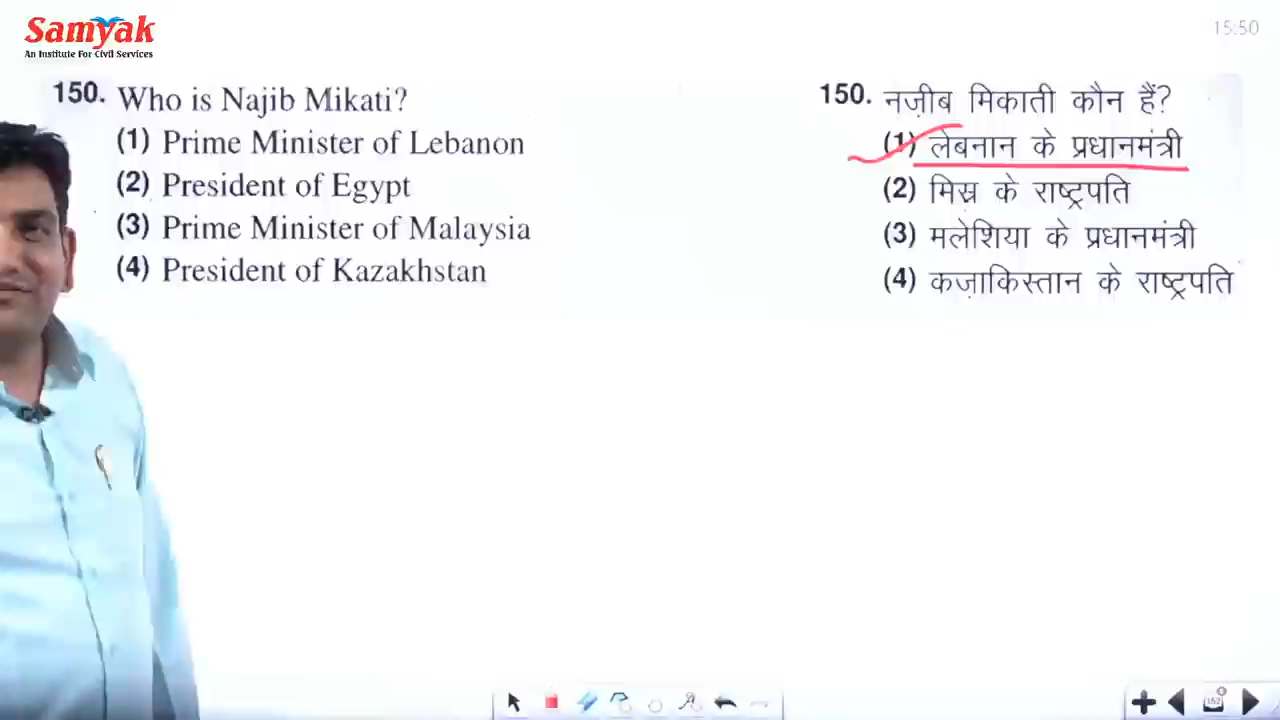 Samyak
An Institute For Civil Services
15:50
150. Who is Najib Mikati?
(1) Prime Minister of Lebanon
(2) President of Egypt
(3) Prime Minister of Malaysia
(4) President of Kazakhstan
150. नज़ीब मिकाती कौन हैं?
(1) लेबनान के प्रधानमंत्री
(2) मिस्र के राष्ट्रपति
(3) मलेशिया के प्रधानमंत्री
(4) कज़ाकिस्तान के राष्ट्रपति